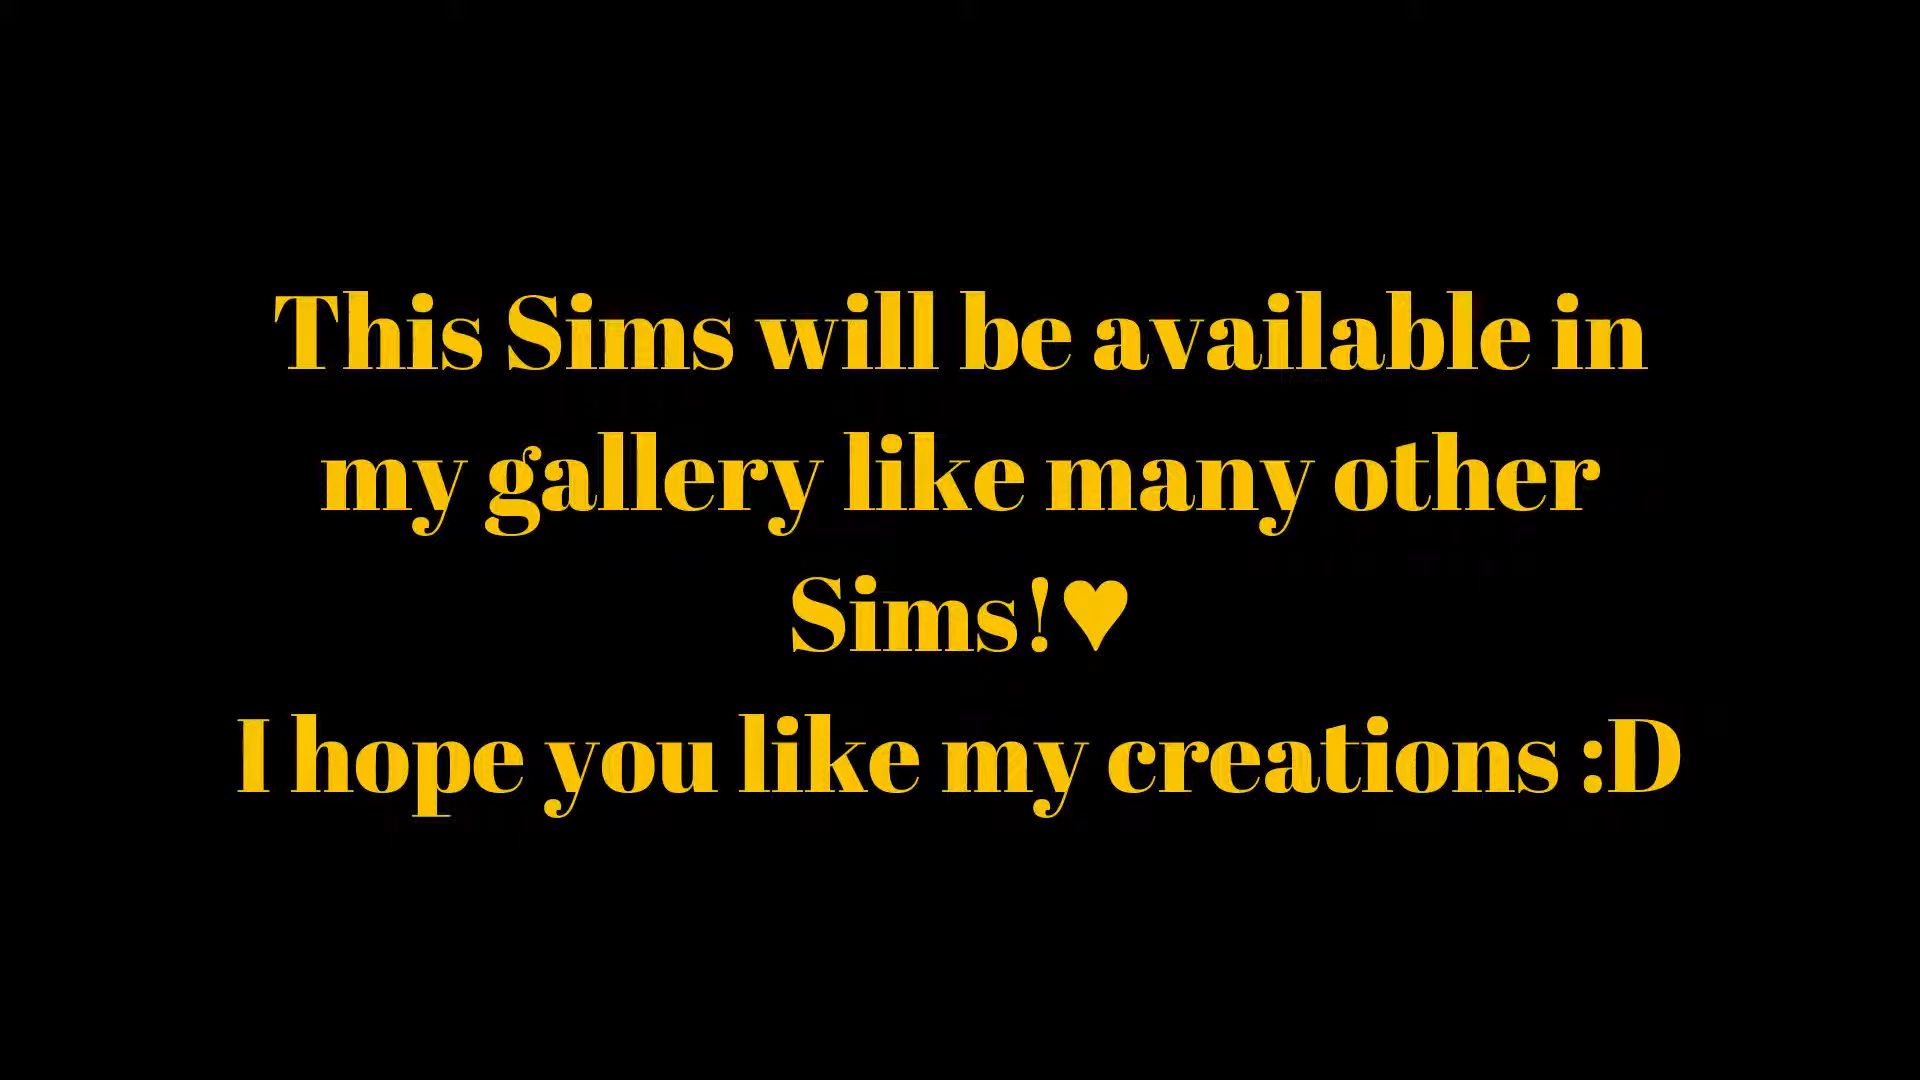 This Sims will be available in
my gallery like many other
Sims!♥
I hope you like my creations :D